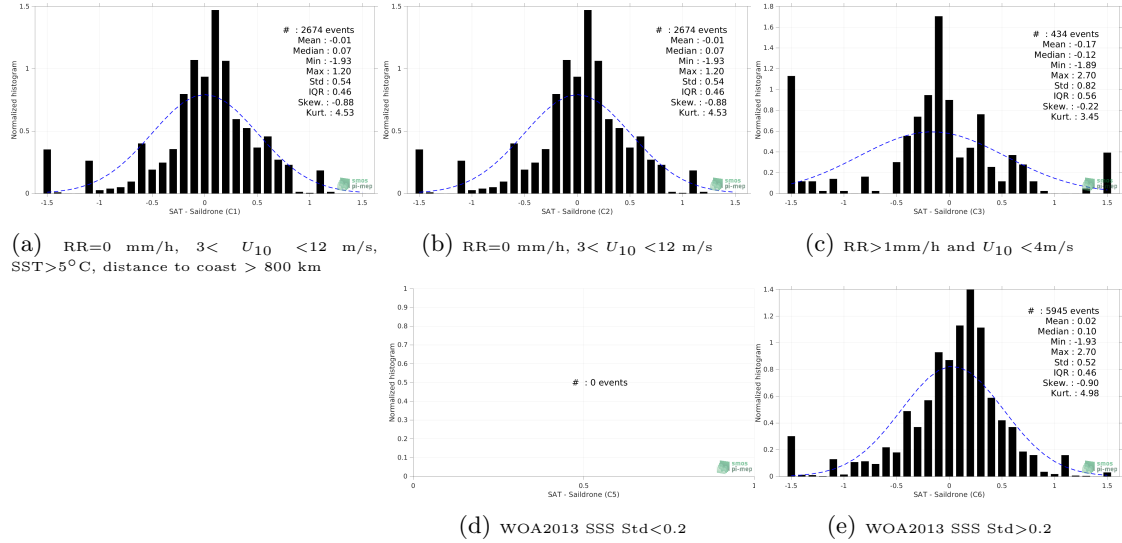 1.5
1
0.5
0
Normalized histogram
# : 2674 events
Mean : -0.01
Median : 0.07
Min : -1.93
Max : 1.20
Std : 0.54
IQR : 0.46
Skew. : -0.88
Kurt. : 4.53
smos
pi-mep
-1.5 -1 -0.5 0 0.5 1 1.5
SAT - Saildrone (C1)
(a) RR=0 mm/h, 3< U10 <12 m/s,
SST>5°C, distance to coast > 800 km
1.5
1
0.5
0
Normalized histogram
# : 2674 events
Mean : -0.01
Median : 0.07
Min : -1.93
Max : 1.20
Std : 0.54
IQR : 0.46
Skew. : -0.88
Kurt. : 4.53
smos
pi-mep
-1.5 -1 -0.5 0 0.5 1 1.5
SAT - Saildrone (C2)
(b) RR=0 mm/h, 3< U10 <12 m/s
1.8
1.6
1.4
1.2
1
0.8
0.6
0.4
0.2
0
Normalized histogram
# : 434 events
Mean : -0.17
Median : -0.12
Min : -1.89
Max : 2.70
Std : 0.82
IQR : 0.56
Skew. : -0.22
Kurt. : 3.45
smos
pi-mep
-1.5 -1 -0.5 0 0.5 1 1.5
SAT - Saildrone (C3)
(c) RR>1mm/h and U10 <4m/s
1
0.9
0.8
0.7
0.6
0.5
0.4
0.3
0.2
0.1
0
Normalized histogram
# : 0 events
smos
pi-mep
0 0.5 1
SAT - Saildrone (C5)
(d) WOA2013 SSS Std<0.2
1.4
1.2
1
0.8
0.6
0.4
0.2
0
Normalized histogram
# : 5945 events
Mean : 0.02
Median : 0.10
Min : -1.93
Max : 2.70
Std : 0.52
IQR : 0.46
Skew. : -0.90
Kurt. : 4.98
smos
pi-mep
-1.5 -1 -0.5 0 0.5 1 1.5
SAT - Saildrone (C6)
(e) WOA2013 SSS Std>0.2